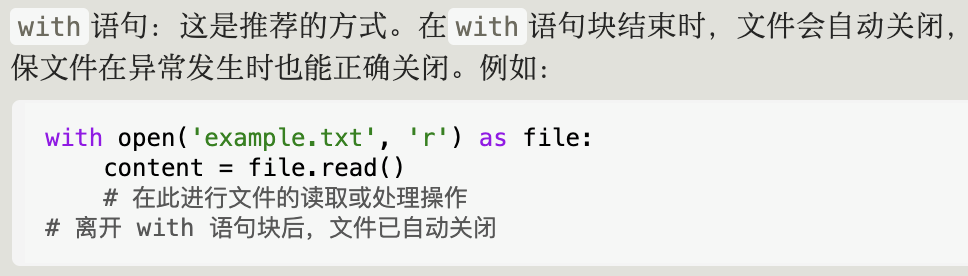 with 语句：这是推荐的方式。在 with 语句块结束时，文件会自动关闭，
保文件在异常发生时也能正确关闭。例如：
with open('example.txt', 'r') as file:
    content = file.read()
    # 在此进行文件的读取或处理操作
# 离开 with 语句块后，文件已自动关闭